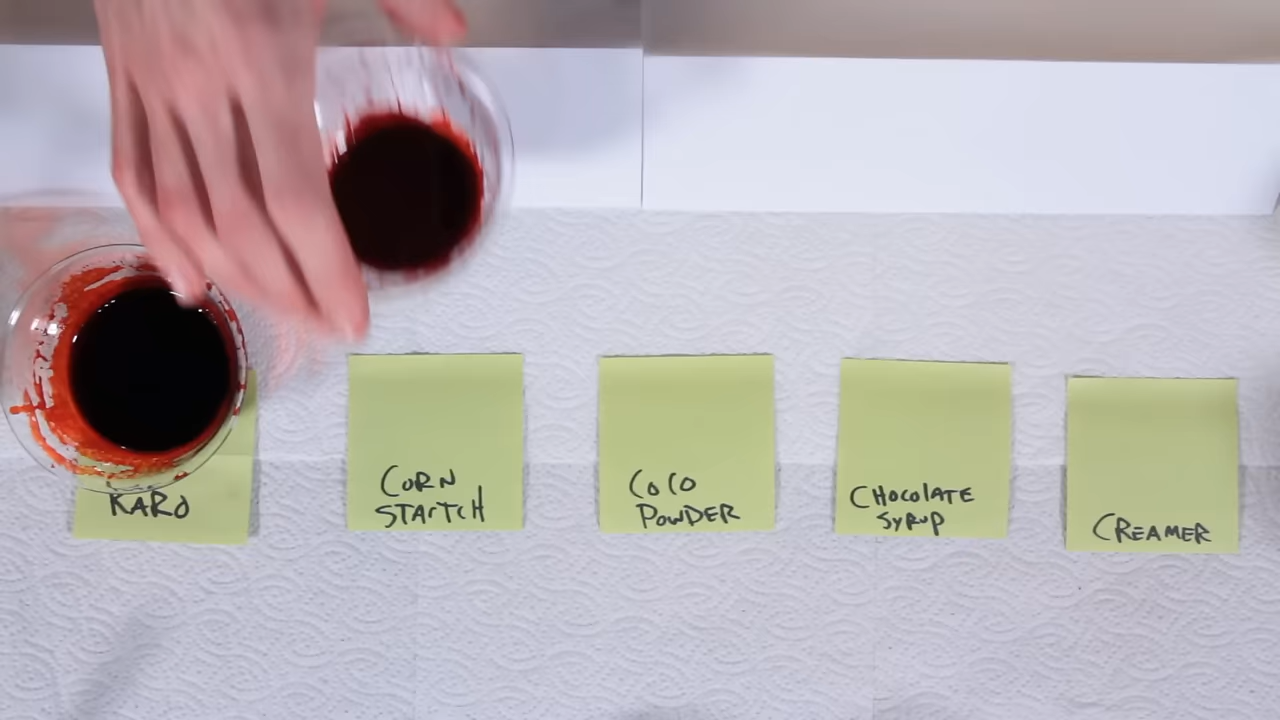 KARO
CORN
STARTCH
COCO
POWDER
CHOCOLATE
SYRUP
CREAMER